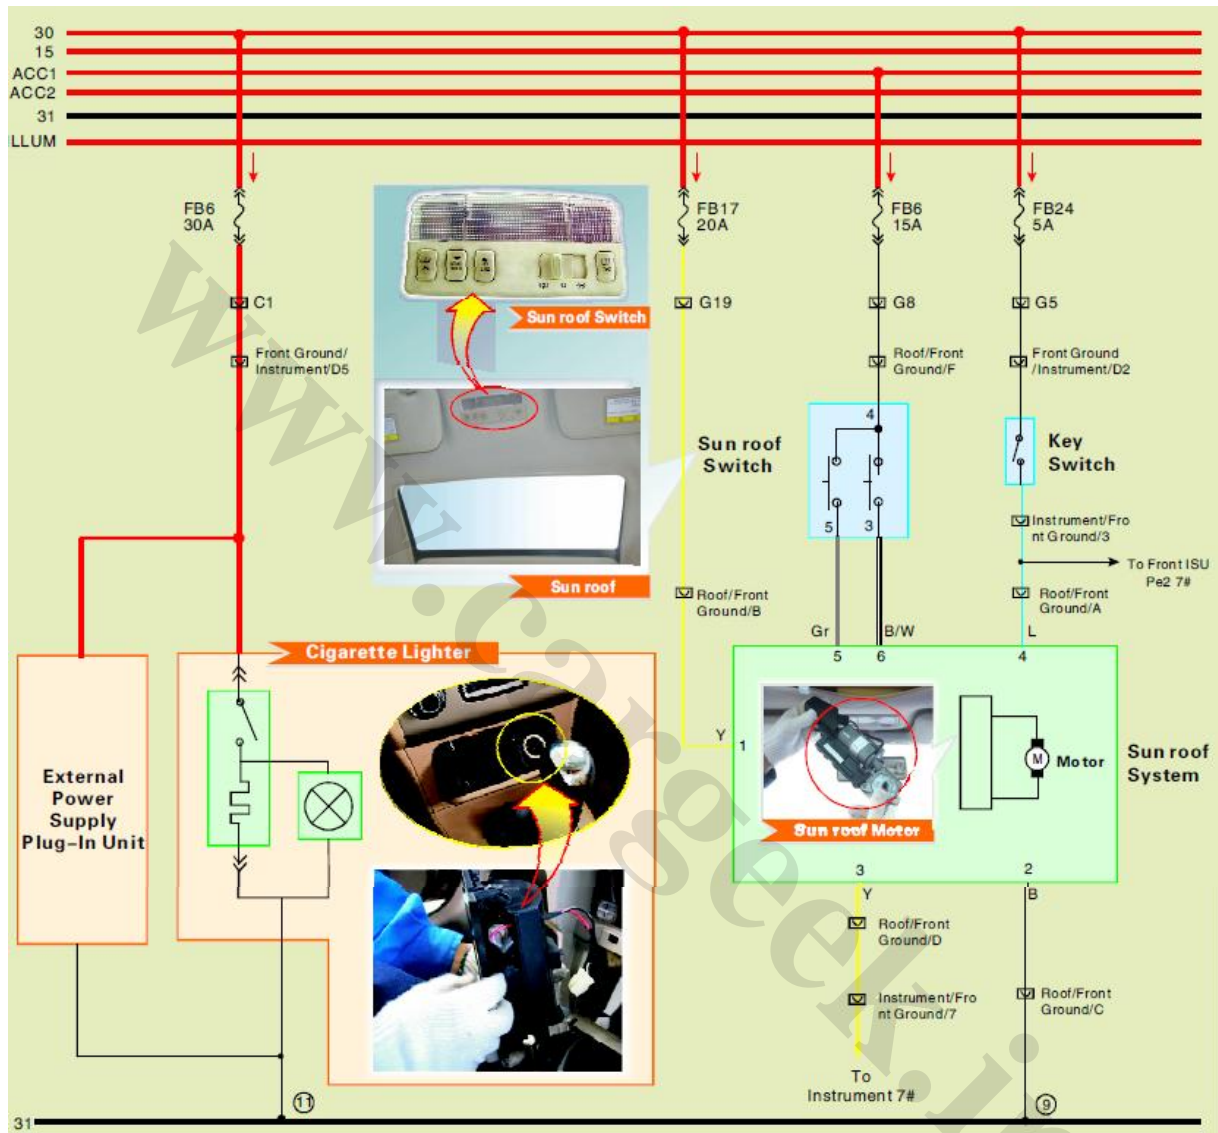 30
15
ACC1
ACC2
31
ILLUM
FB6
30A
FB17
20A
FB6
15A
FB24
5A
C1
Sun roof Switch
G19
G8
G5
Front Ground/
Instrument/D5
Roof/Front
Ground/F
Front Ground
/Instrument/D2
4
Sun roof
Switch
Key
Switch
5
3
Instrument/Fro
nt Ground/3
To Front ISU
Pe2 7#
Sun roof
Roof/Front
Ground/B
Roof/Front
Ground/A
Gr
B/W
L
Cigarette Lighter
5
6
4
Y
1
M
Motor
Sun roof
System
External
Power
Supply
Plug-In Unit
Sun roof Motor
3
2
Y
B
Roof/Front
Ground/D
Instrument/Fro
nt Ground/7
Roof/Front
Ground/C
To
Instrument 7#
11
9
31